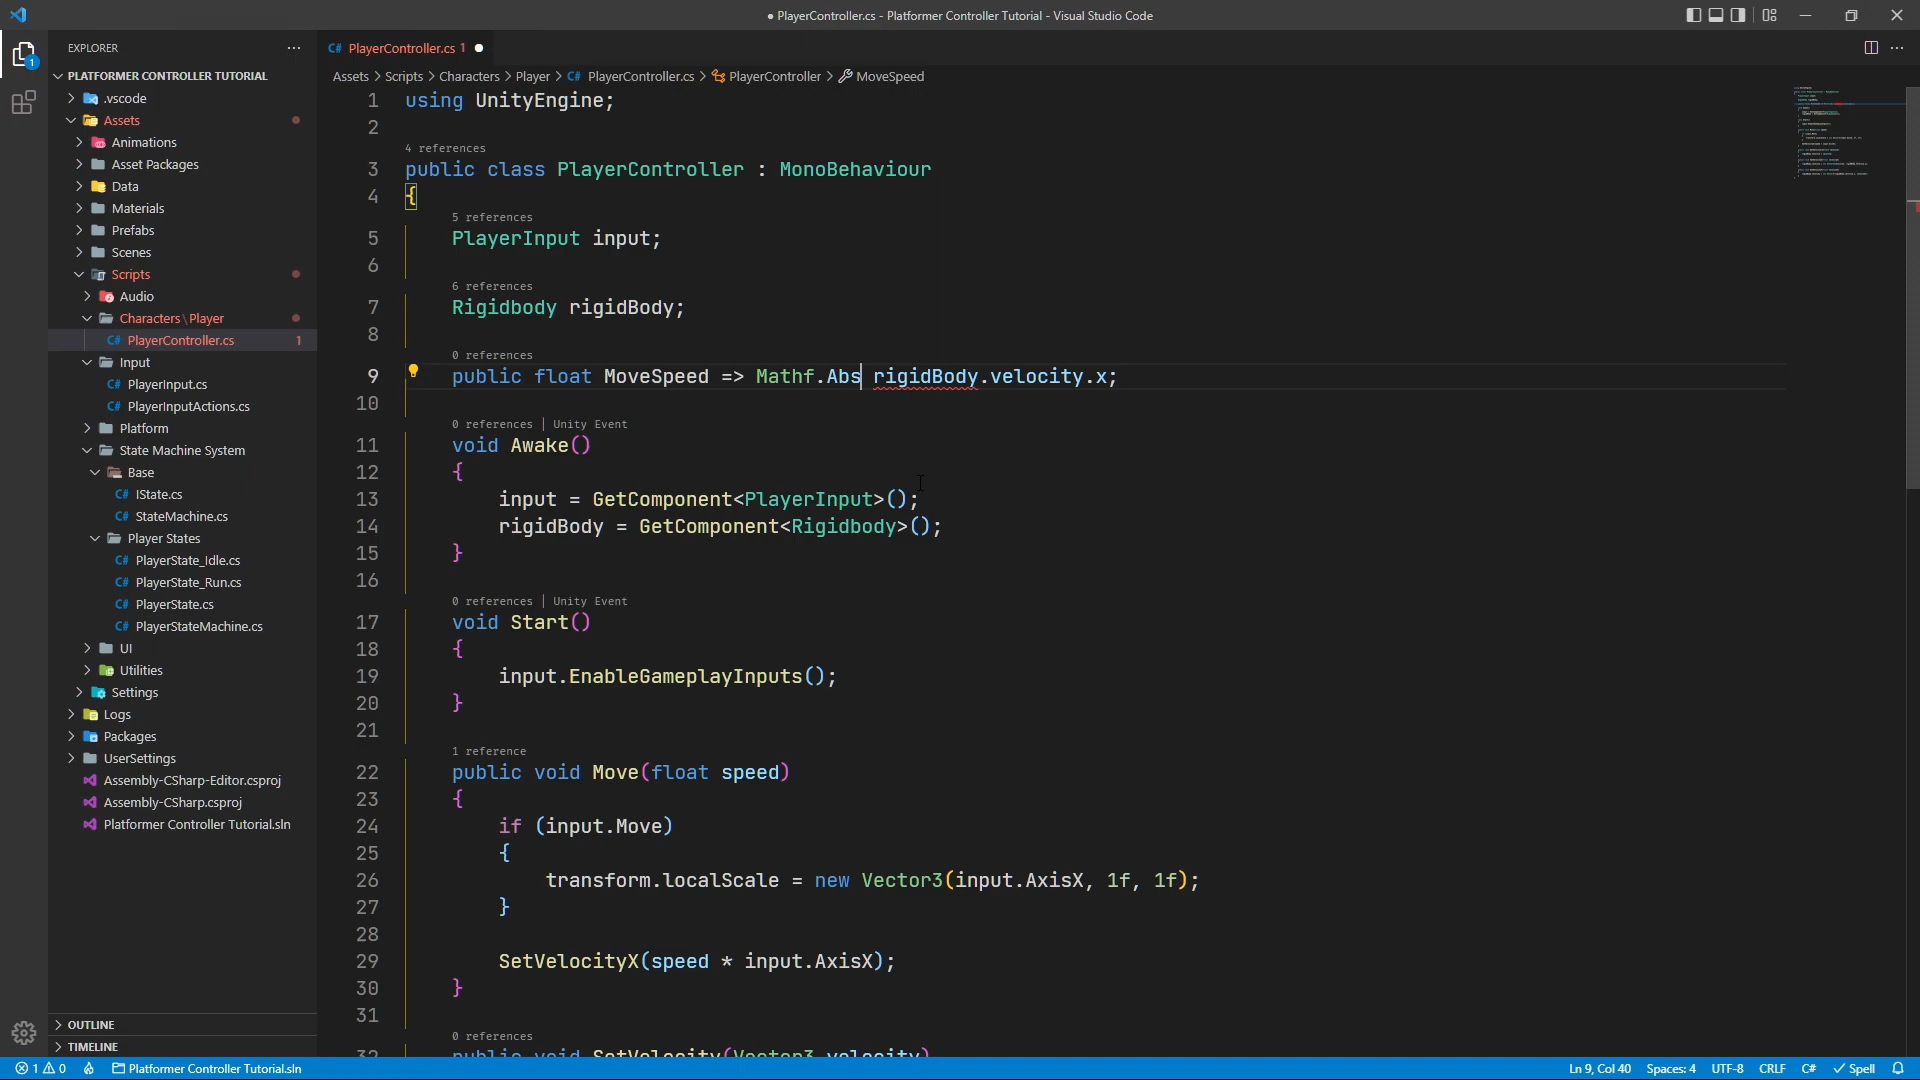 ● PlayerController.cs - Platformer Controller Tutorial - Visual Studio Code
EXPLORER
PLATFORMER CONTROLLER TUTORIAL
.vscode
Assets
Animations
Asset Packages
Data
Materials
Prefabs
Scenes
Scripts
Audio
Characters\Player
C# PlayerController.cs 1
Input
C# PlayerInput.cs
C# PlayerInputActions.cs
Platform
State Machine System
Base
C# IState.cs
C# StateMachine.cs
Player States
C# PlayerState_Idle.cs
C# PlayerState_Run.cs
C# PlayerState.cs
C# PlayerStateMachine.cs
UI
Utilities
Settings
Logs
Packages
UserSettings
Assembly-CSharp-Editor.csproj
Assembly-CSharp.csproj
Platformer Controller Tutorial.sln
OUTLINE
TIMELINE
1
C# PlayerController.cs 1 ●
Assets > Scripts > Characters > Player > C# PlayerController.cs > PlayerController > MoveSpeed
1 using UnityEngine;
2
4 references
3 public class PlayerController : MonoBehaviour
4 {
5 references
5 PlayerInput input;
6
6 references
7 Rigidbody rigidBody;
8
0 references
9 public float MoveSpeed => Mathf.Abs rigidBody.velocity.x;
10
0 references | Unity Event
11 void Awake()
12 {
13 input = GetComponent<PlayerInput>();
14 rigidBody = GetComponent<Rigidbody>();
15 }
16
0 references | Unity Event
17 void Start()
18 {
19 input.EnableGameplayInputs();
20 }
21
1 reference
22 public void Move(float speed)
23 {
24 if (input.Move)
25 {
26 transform.localScale = new Vector3(input.AxisX, 1f, 1f);
27 }
28
29 SetVelocityX(speed * input.AxisX);
30 }
31
0 references
32 public void SetVelocity(Vector3 velocity)
1 0 Platformer Controller Tutorial.sln
Ln 9, Col 40 Spaces: 4 UTF-8 CRLF C# Spell